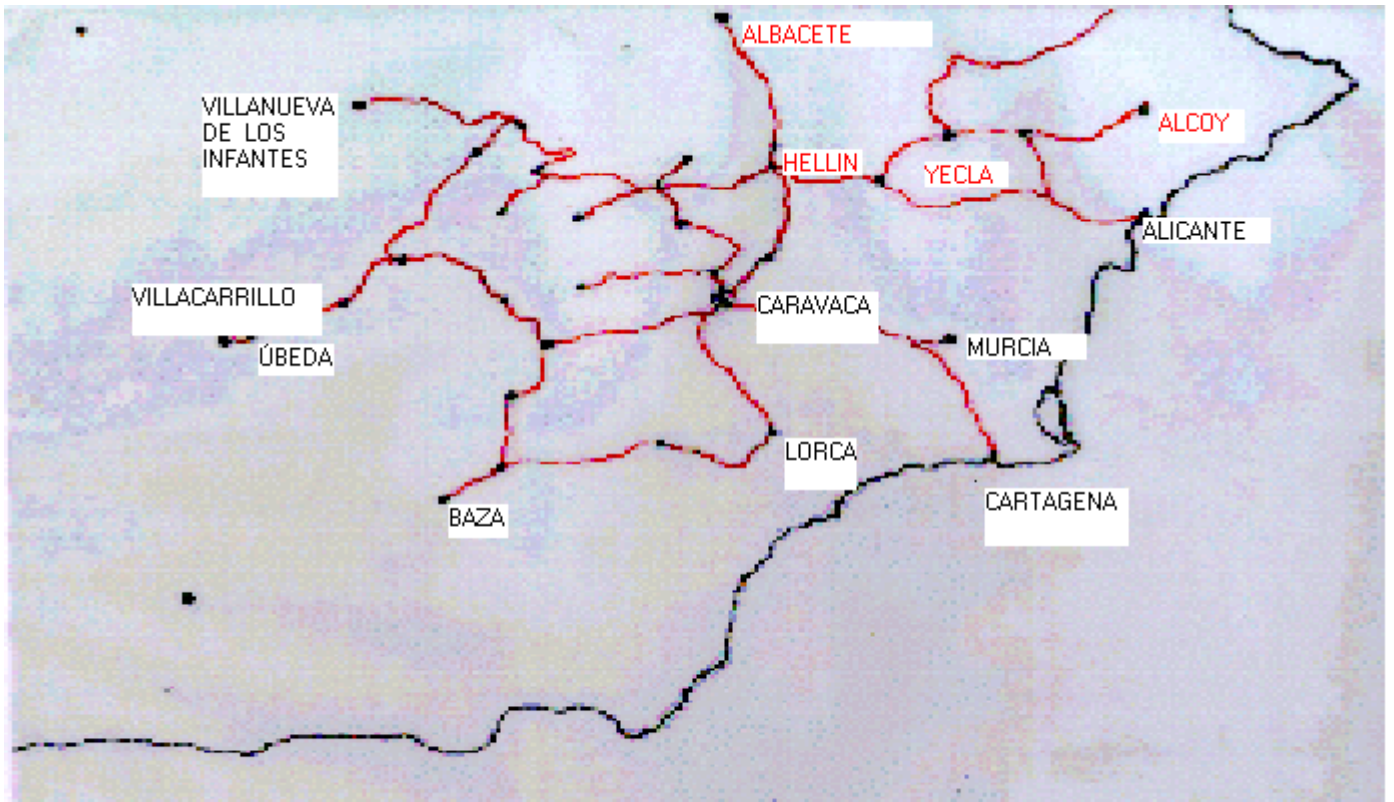 ALBACETE
VILLANUEVA
DE LOS
INFANTES
ALCOY
HELLIN
YECLA
ALICANTE
VILLACARRILLO
CARAVACA
ÚBEDA
MURCIA
LORCA
CARTAGENA
BAZA